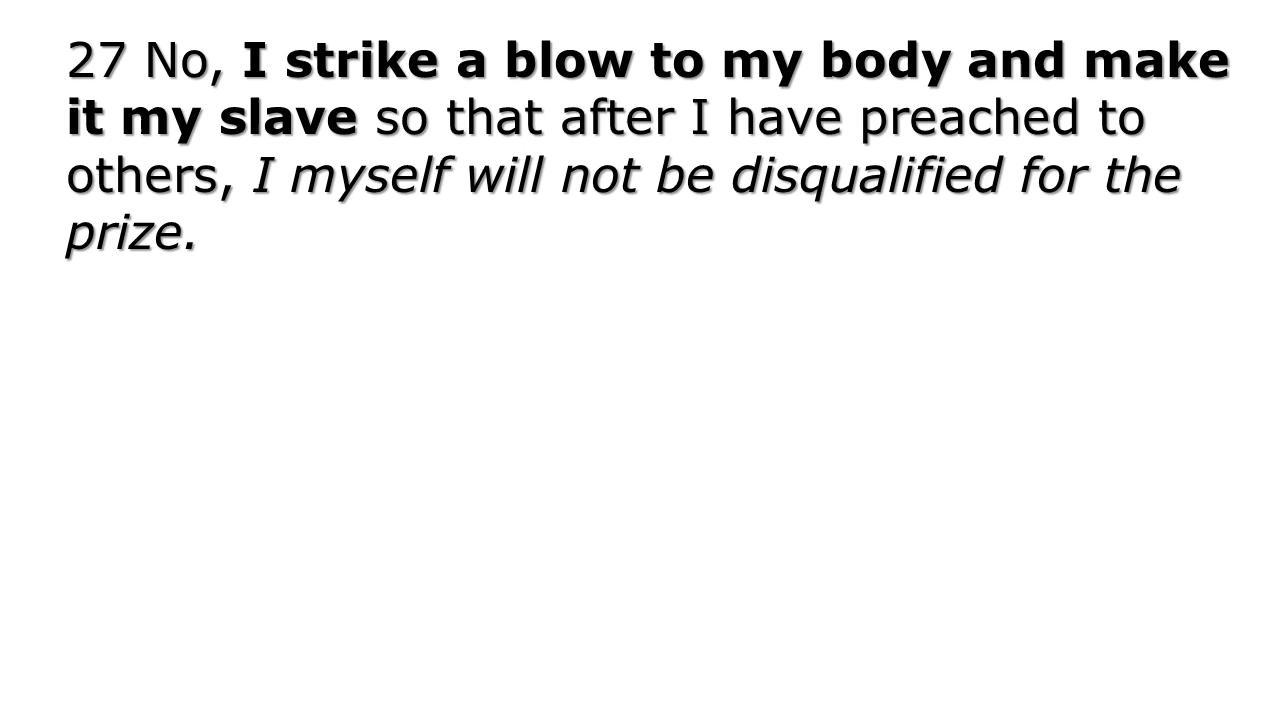 27 No, I strike a blow to my body and make
it my slave so that after I have preached to
others, I myself will not be disqualified for the
prize.